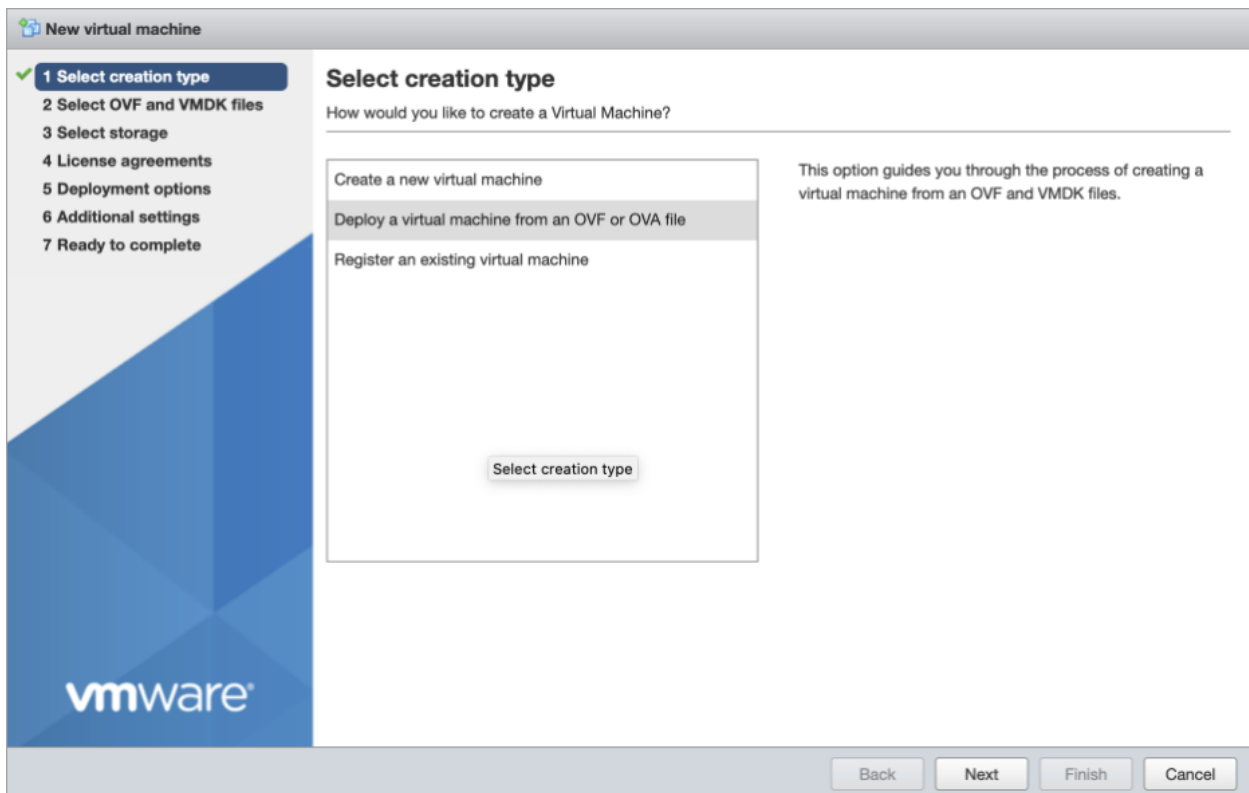 New virtual machine
1 Select creation type
2 Select OVF and VMDK files
3 Select storage
4 License agreements
5 Deployment options
6 Additional settings
7 Ready to complete
vmware®
Select creation type
How would you like to create a Virtual Machine?
Create a new virtual machine
Deploy a virtual machine from an OVF or OVA file
Register an existing virtual machine
Select creation type
This option guides you through the process of creating a
virtual machine from an OVF and VMDK files.
Back
Next
Finish
Cancel